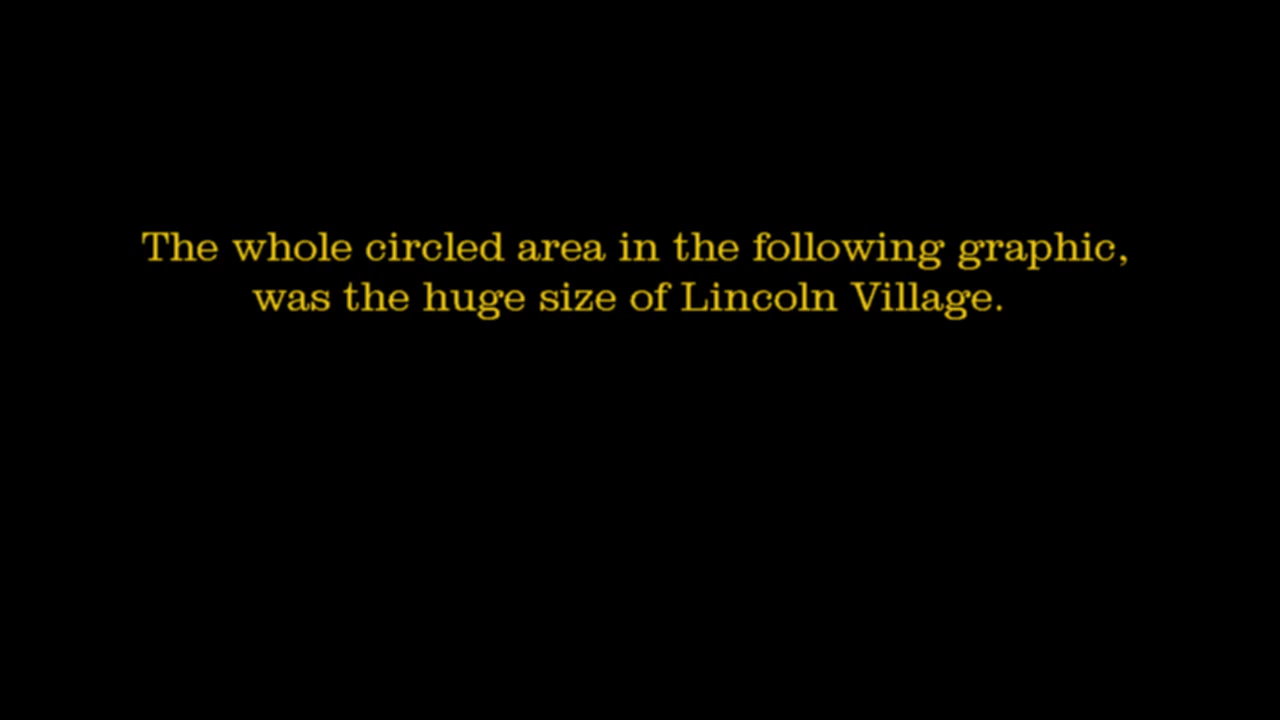 The whole circled area in the following graphic,
was the huge size of Lincoln Village.